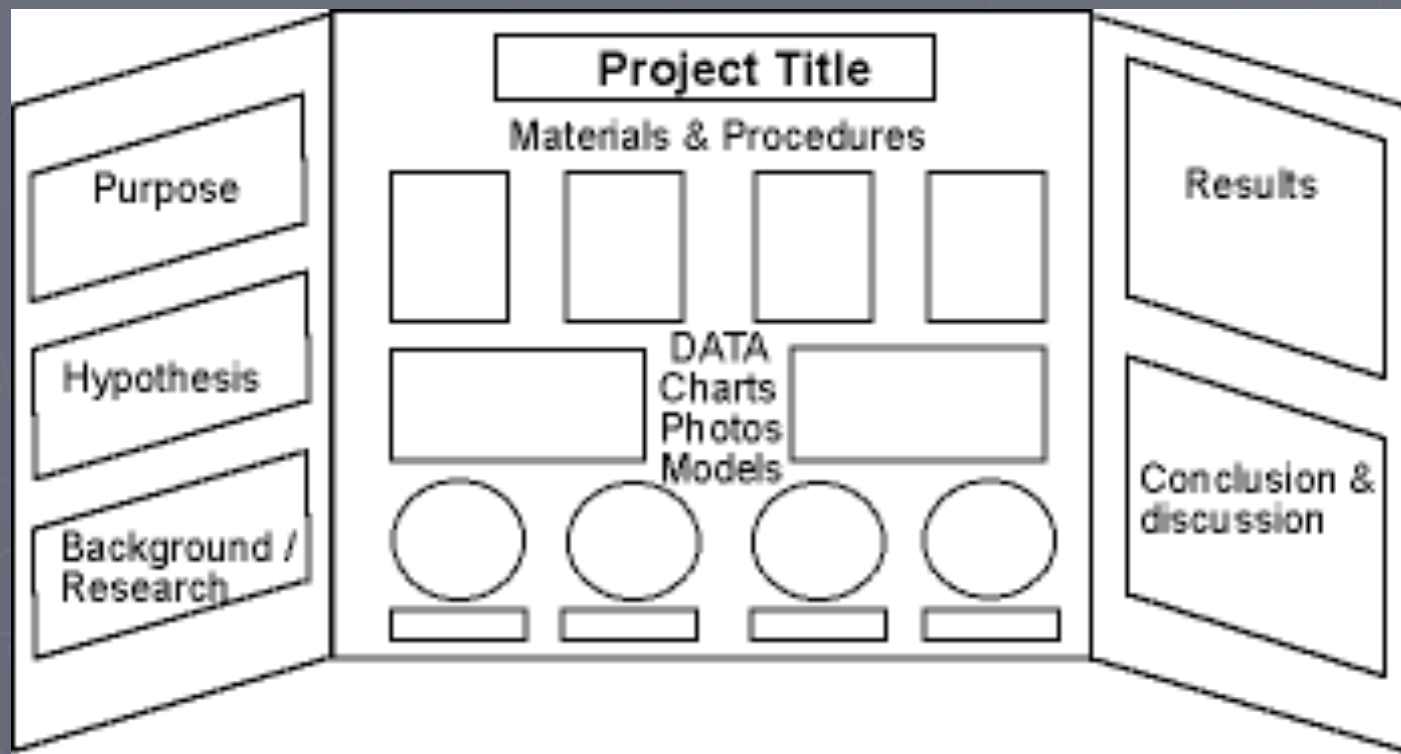 Purpose
Hypothesis
Background /
Research
Project Title
Materials & Procedures
DATA
Charts
Photos
Models
Results
Conclusion &
discussion